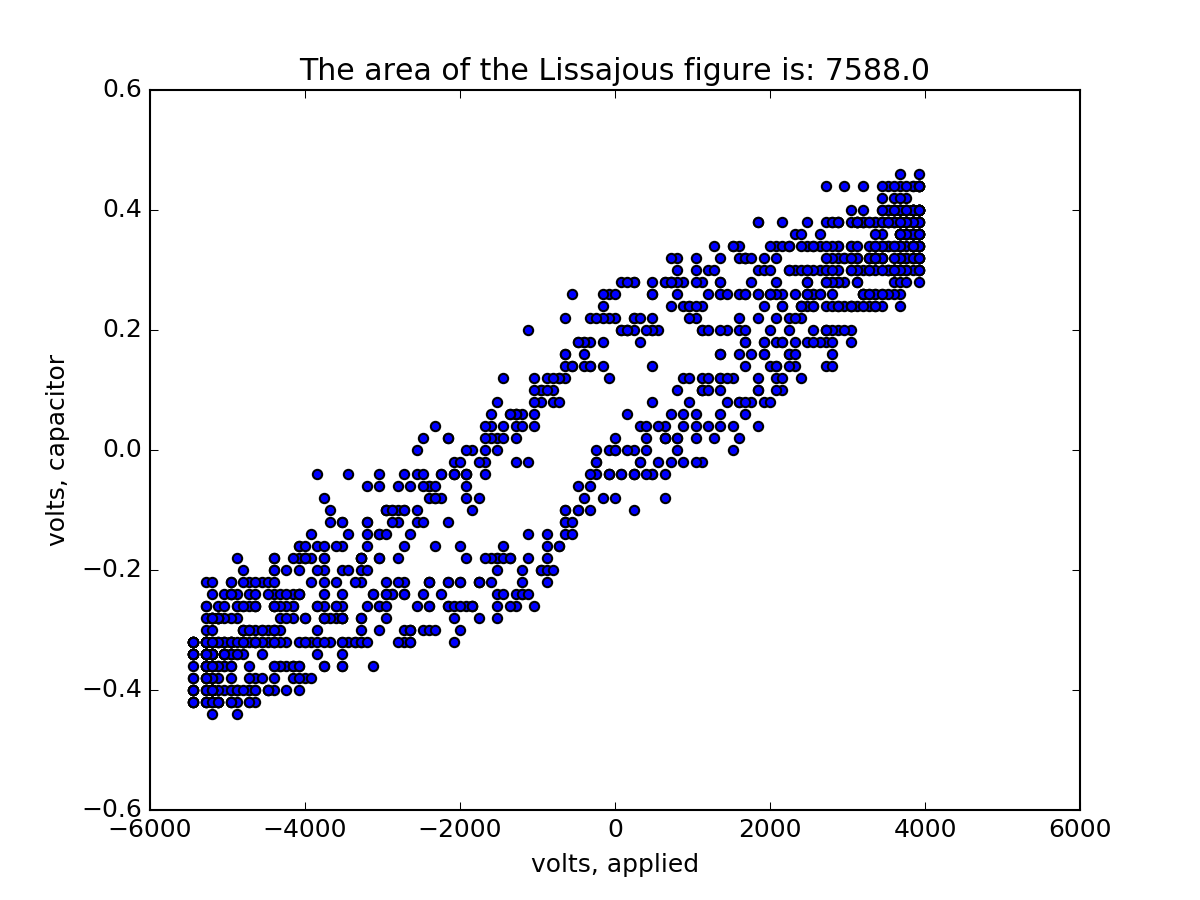 The area of the Lissajous figure is: 7588.0
0.6
0.4
0.2
0.0
−0.2
−0.4
−0.6
volts, capacitor
−6000 −4000 −2000 0 2000 4000 6000
volts, applied